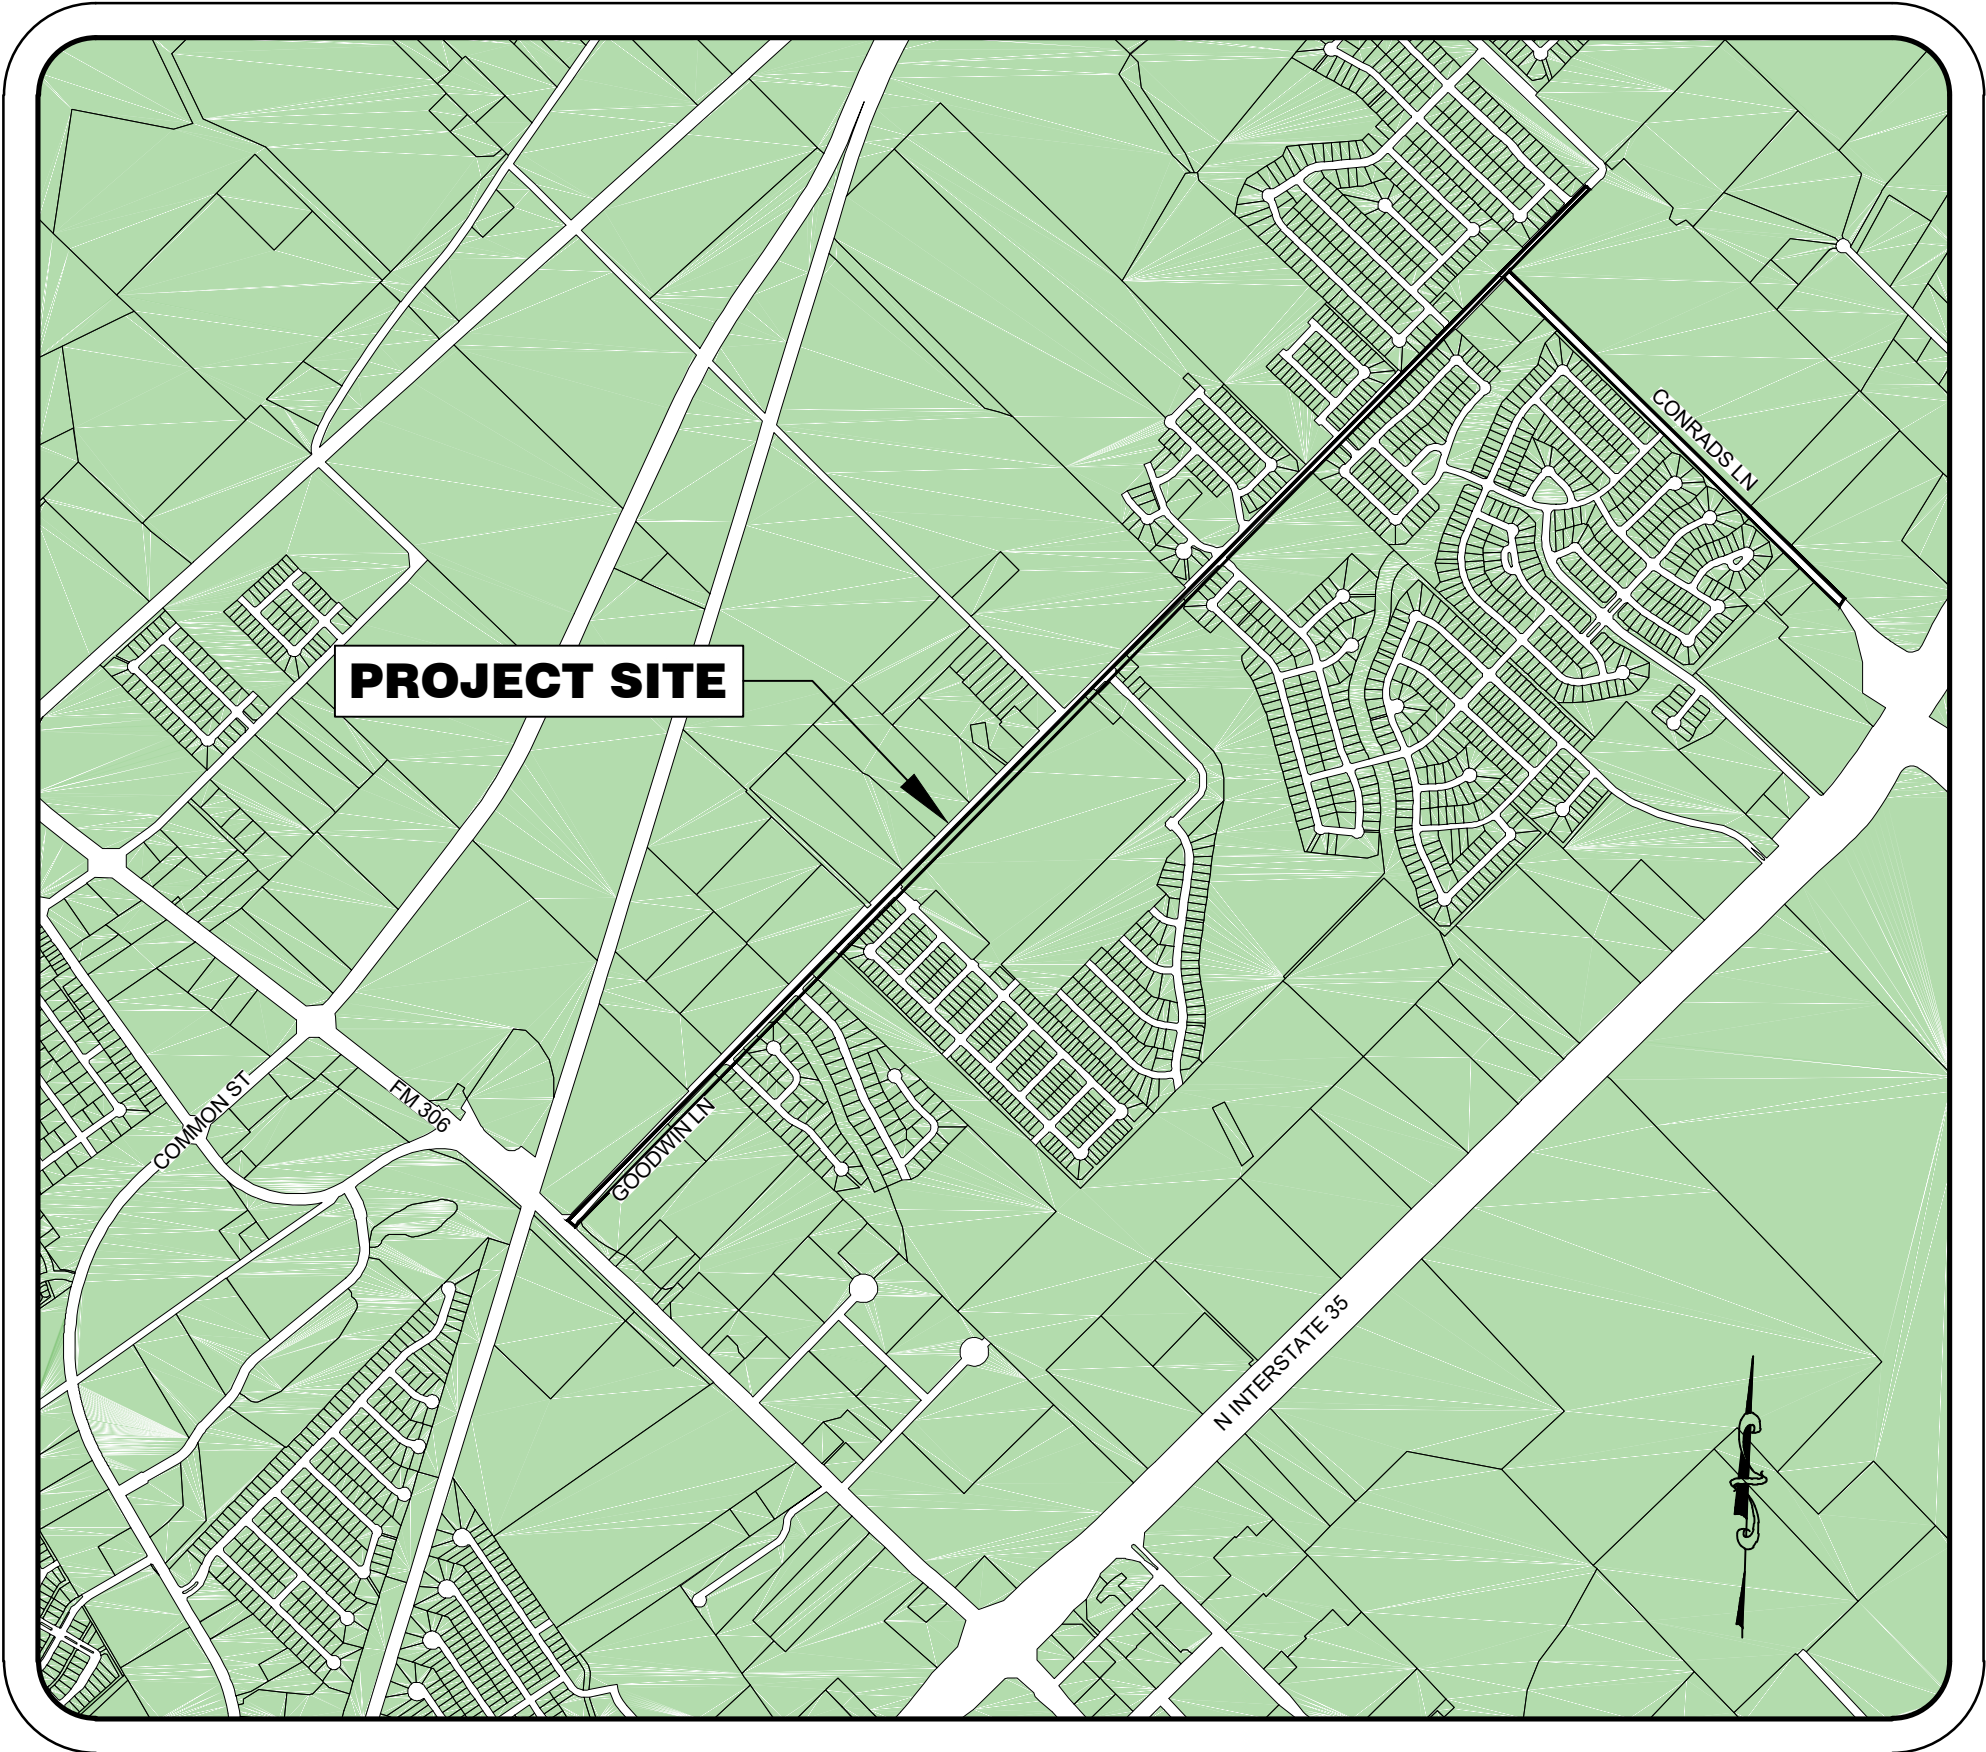 CONRADS LN
PROJECT SITE
COMMON ST
FM 306
GOODWIN LN
N INTERSTATE 35